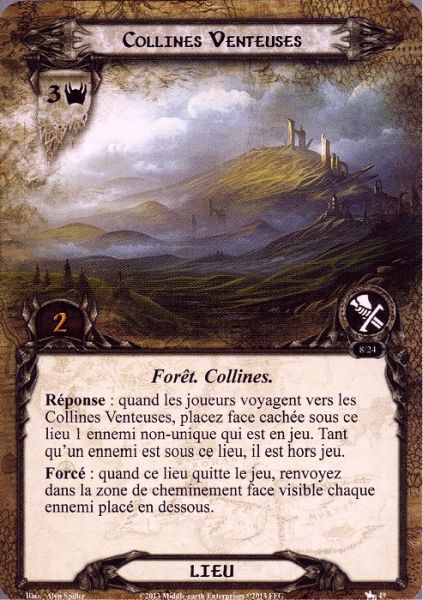 Collines Venteuses
3
2
8/24
Forêt. Collines.
Réponse : quand les joueurs voyagent vers les
Collines Venteuses, placez face cachée sous ce
lieu 1 ennemi non-unique qui est en jeu. Tant
qu'un ennemi est sous ce lieu, il est hors jeu.
Forcé : quand ce lieu quitte le jeu, renvoyez
dans la zone de cheminement face visible chaque
ennemi placé en dessous.
LIEU
Illus. Alyn Spiller ©2013 Middle-earth Enterprises ©2013 FFG 49